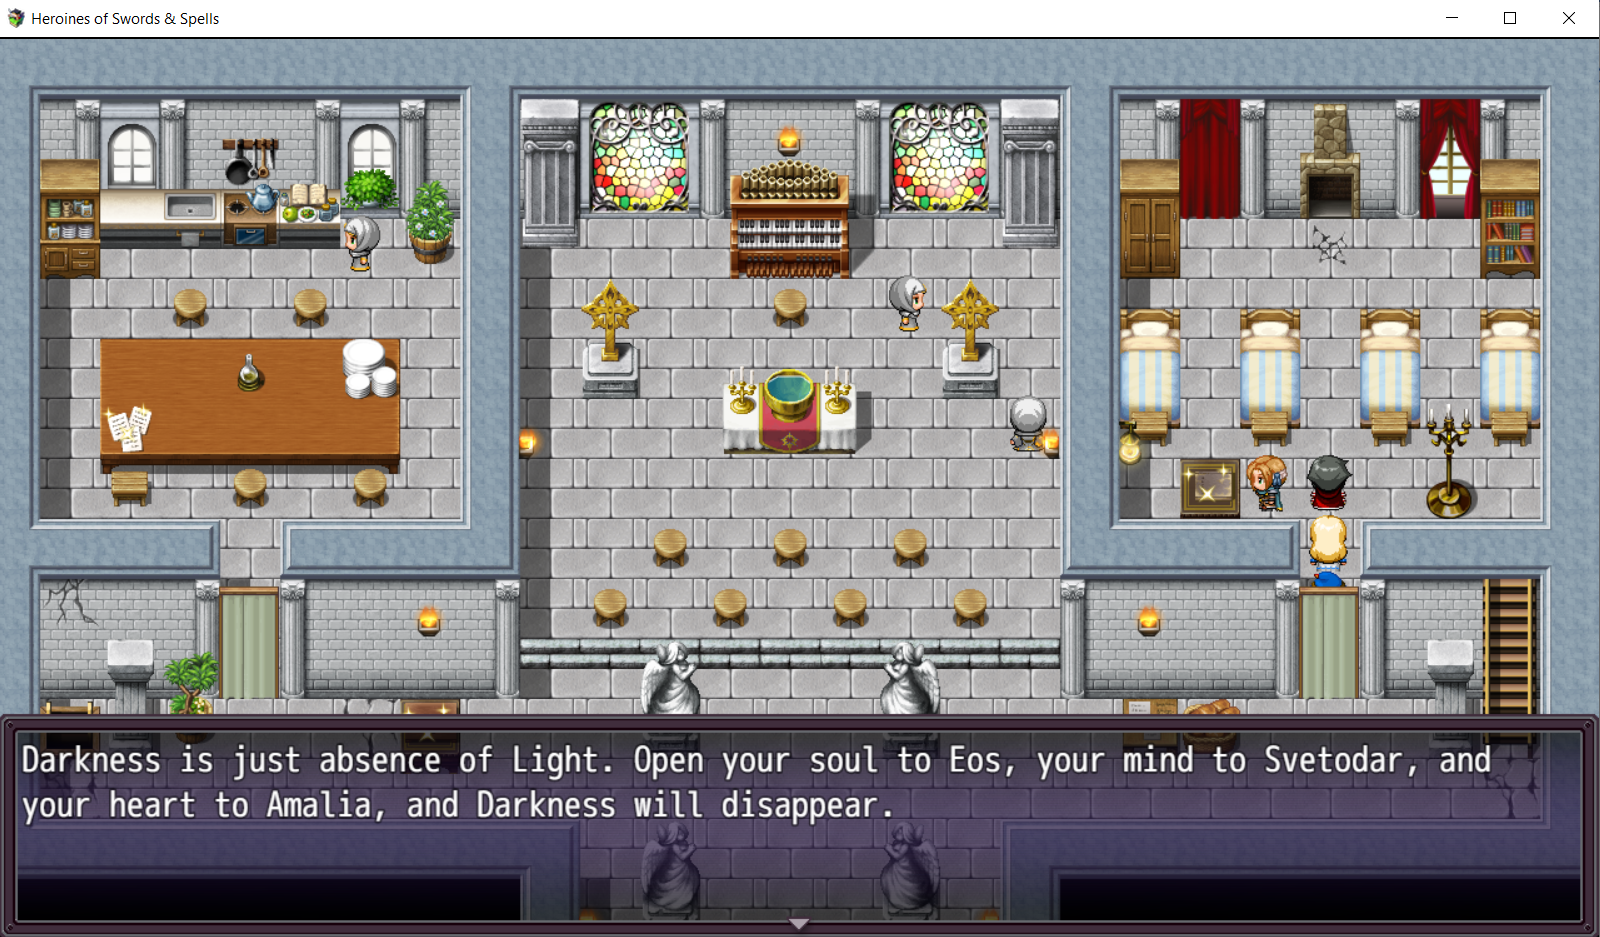 Heroines of Swords & Spells
Darkness is just absence of Light. Open your soul to Eos, your mind to Svetodar, and
your heart to Amalia, and Darkness will disappear.